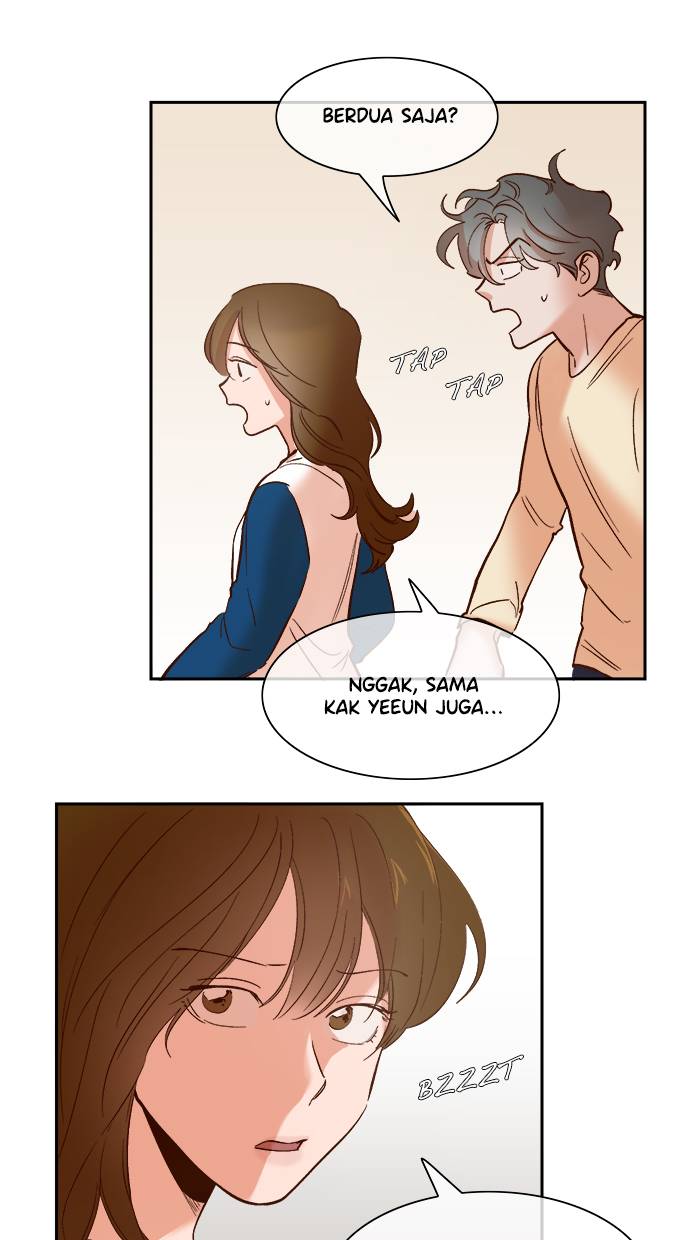 BERDUA SAJA?
TAP
TAP
NGGAK, SAMA
KAK YEEUN JUGA...
BZZZT